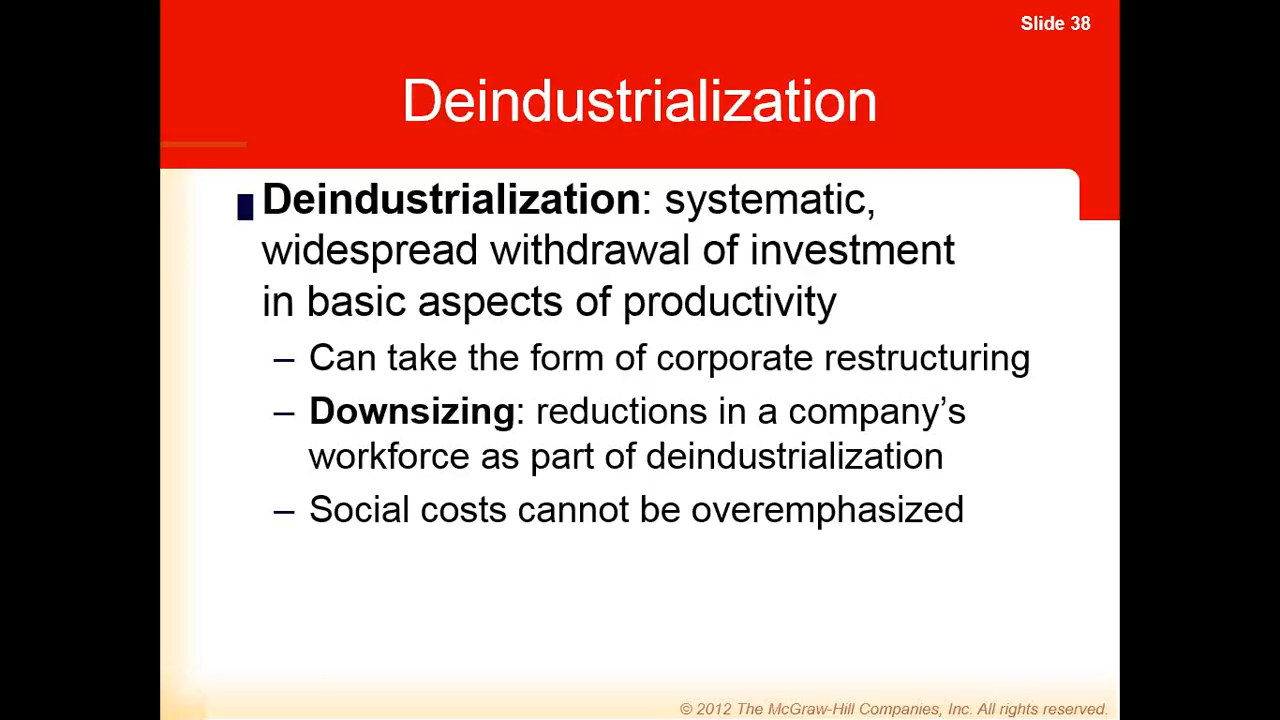 Slide 38
Deindustrialization
Deindustrialization: systematic,
widespread withdrawal of investment
in basic aspects of productivity
– Can take the form of corporate restructuring
– Downsizing: reductions in a company’s
workforce as part of deindustrialization
– Social costs cannot be overemphasized
© 2012 The McGraw-Hill Companies, Inc. All rights reserved.